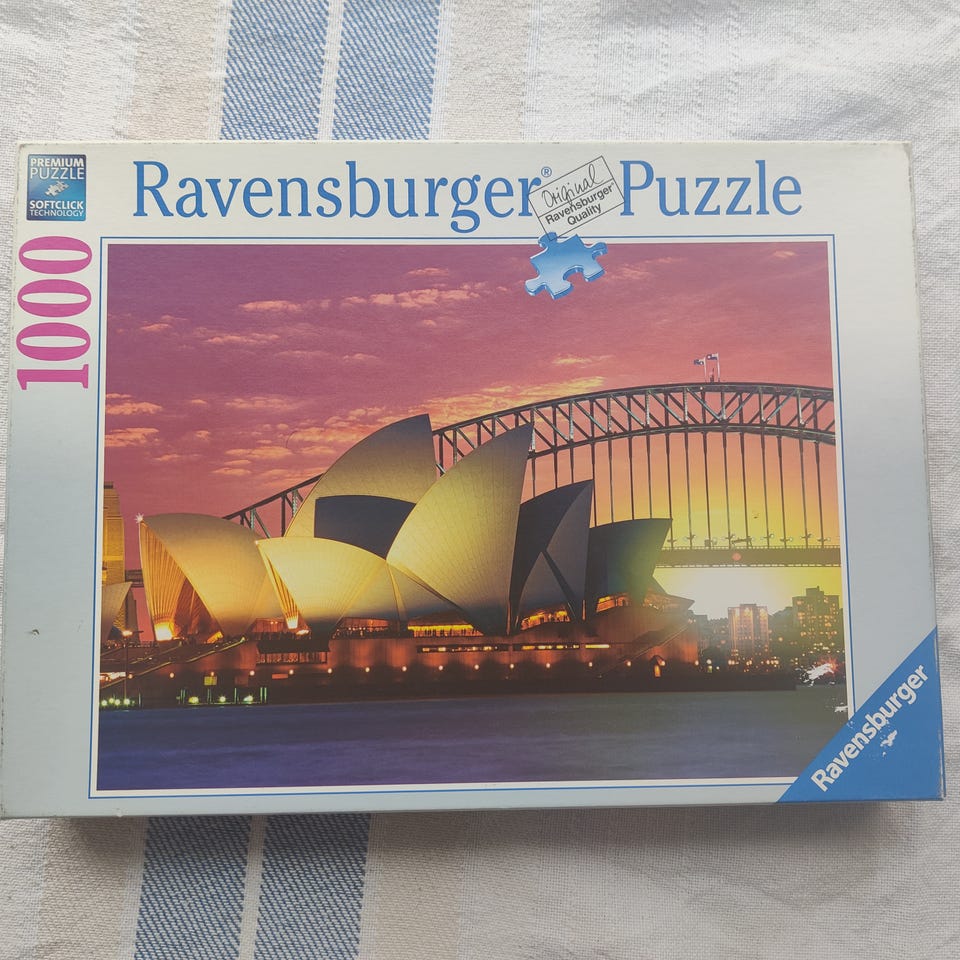 PREMIUM
PUZZLE
SOFTCLICK
TECHNOLOGY
Ravensburger® Puzzle
Original
Ravensburger®
Quality
1000
Ravensburger